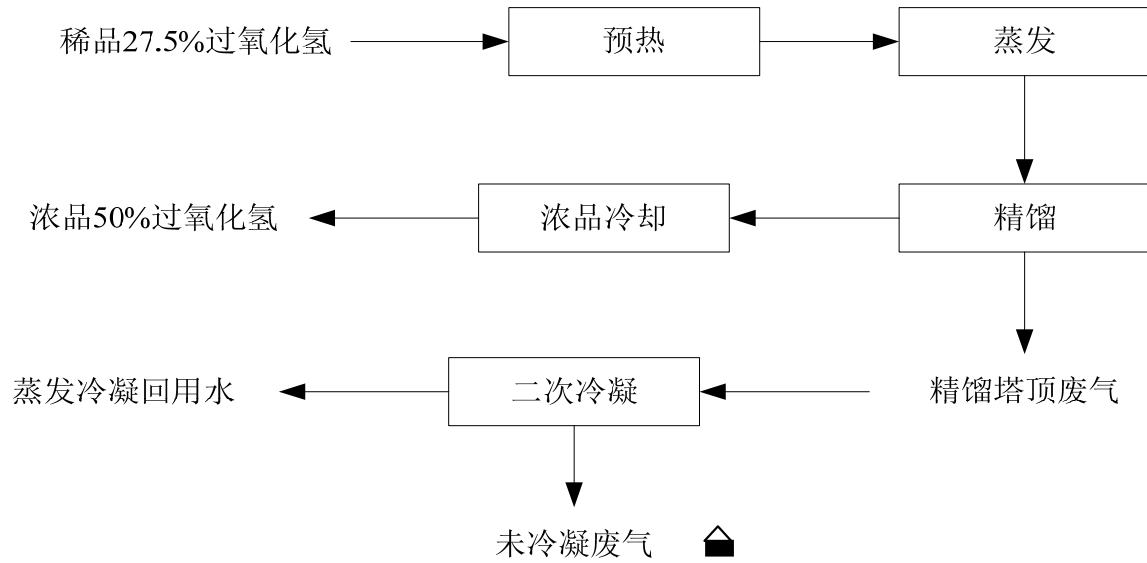 稀品27.5%过氧化氢
预热
蒸发
浓品50%过氧化氢
浓品冷却
精馏
蒸发冷凝回用水
二次冷凝
精馏塔顶废气
未冷凝废气